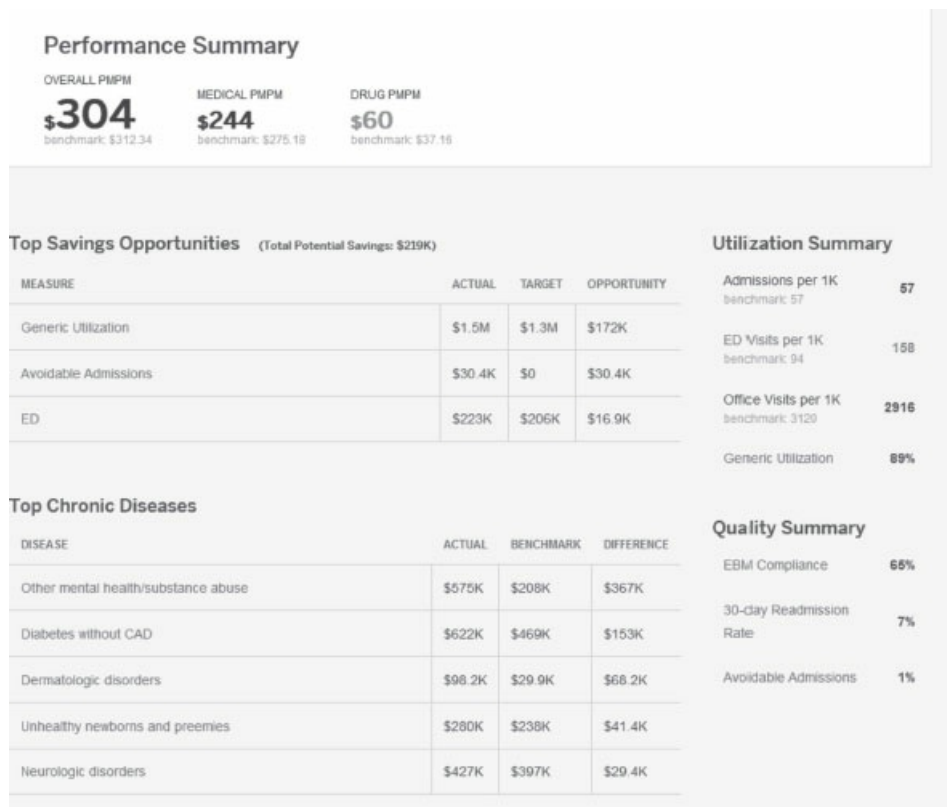 Performance Summary
OVERALL PMPM
$304
benchmark: $312.34
MEDICAL PMPM
$244
benchmark: $275.18
DRUG PMPM
$60
benchmark: $37.16
Top Savings Opportunities (Total Potential Savings: $219K)
MEASURE ACTUAL TARGET OPPORTUNITY
Generic Utilization $1.5M $1.3M $172K
Avoidable Admissions $30.4K $0 $30.4K
ED $223K $206K $16.9K
Top Chronic Diseases
DISEASE ACTUAL BENCHMARK DIFFERENCE
Other mental health/substance abuse $575K $208K $367K
Diabetes without CAD $622K $469K $153K
Dermatologic disorders $98.2K $29.9K $68.2K
Unhealthy newborns and preemies $280K $238K $41.4K
Neurologic disorders $427K $397K $29.4K
Utilization Summary
Admissions per 1K 57
benchmark: 57
ED Visits per 1K 158
benchmark: 94
Office Visits per 1K 2916
benchmark: 3120
Generic Utilization 89%
Quality Summary
EBM Compliance 65%
30-day Readmission
Rate 7%
Avoidable Admissions 1%